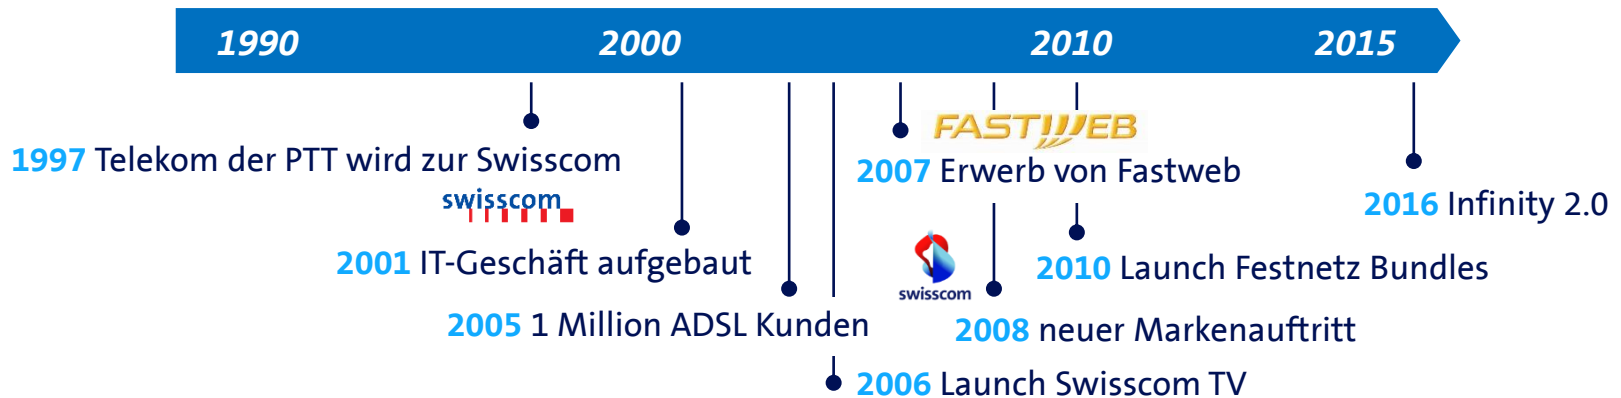 1990 2000 2010 2015
FASTWEB
1997 Telekom der PTT wird zur Swisscom
2007 Erwerb von Fastweb
swisscom
2016 Infinity 2.0
2001 IT-Geschäft aufgebaut
2010 Launch Festnetz Bundles
swisscom
2005 1 Million ADSL Kunden
2008 neuer Markenauftritt
2006 Launch Swisscom TV